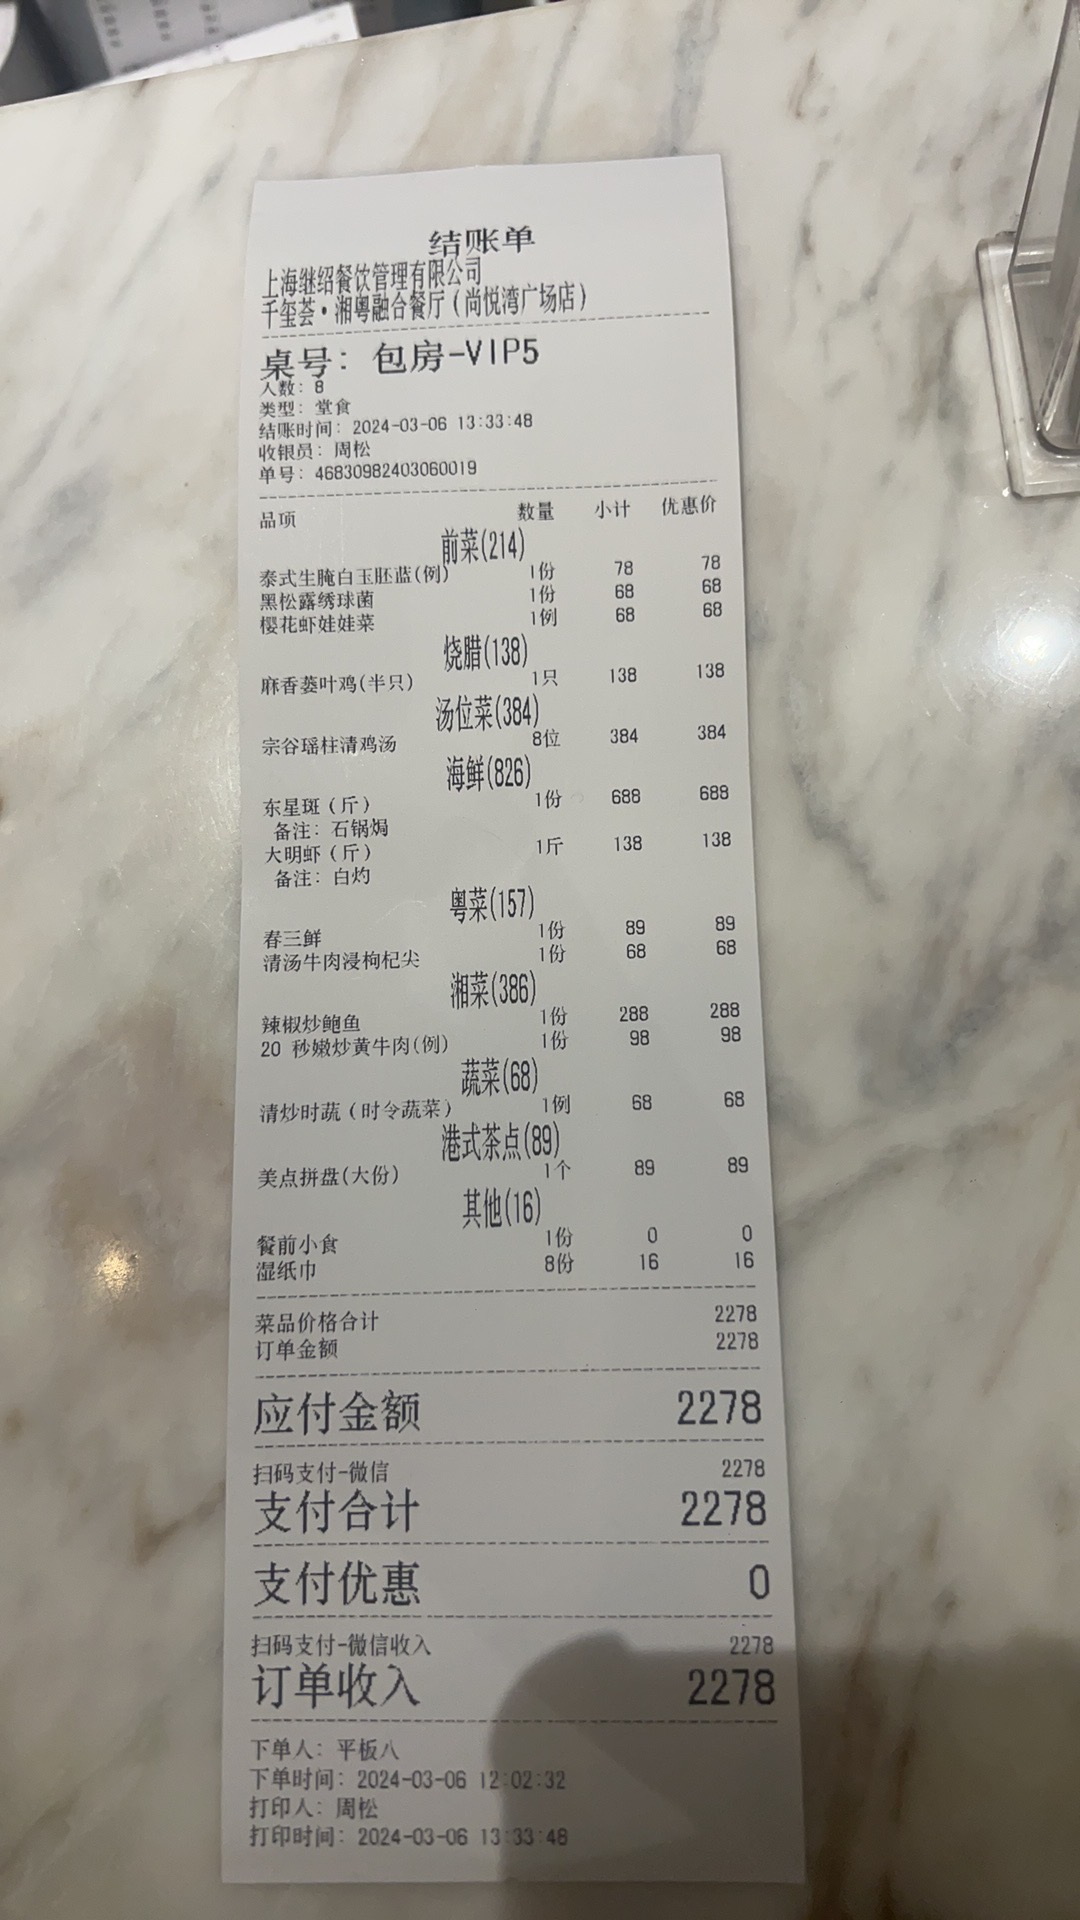 结账单
上海继绍餐饮管理有限公司
千玺荟·湘粤融合餐厅(尚悦湾广场店)
桌号: 包房-VIP5
人数: 8
类型: 堂食
结账时间: 2024-03-06 13:33:48
收银员: 周松
单号: 46830982403060019
品项 数量 小计 优惠价
前菜(214)
泰式生腌白玉胚蓝(例) 1份 78 78
黑松露绣球菌 1份 68 68
樱花虾娃娃菜 1例 68 68
烧腊(138)
麻香蒌叶鸡(半只) 1只 138 138
汤位菜(384)
宗谷瑶柱清鸡汤 8位 384 384
海鲜(826)
东星斑(斤) 1份 688 688
备注: 石锅焗
大明虾(斤) 1斤 138 138
备注: 白灼
粤菜(157)
春三鲜 1份 89 89
清汤牛肉浸枸杞尖 1份 68 68
湘菜(386)
辣椒炒鲍鱼 1份 288 288
20 秒嫩炒黄牛肉(例) 1份 98 98
蔬菜(68)
清炒时蔬(时令蔬菜) 1例 68 68
港式茶点(89)
美点拼盘(大份) 1个 89 89
其他(16)
餐前小食 1份 0 0
湿纸巾 8份 16 16
菜品价格合计 2278
订单金额 2278
应付金额 2278
扫码支付-微信 2278
支付合计 2278
支付优惠 0
扫码支付-微信收入 2278
订单收入 2278
下单人: 平板八
下单时间: 2024-03-06 12:02:32
打印人: 周松
打印时间: 2024-03-06 13:33:48